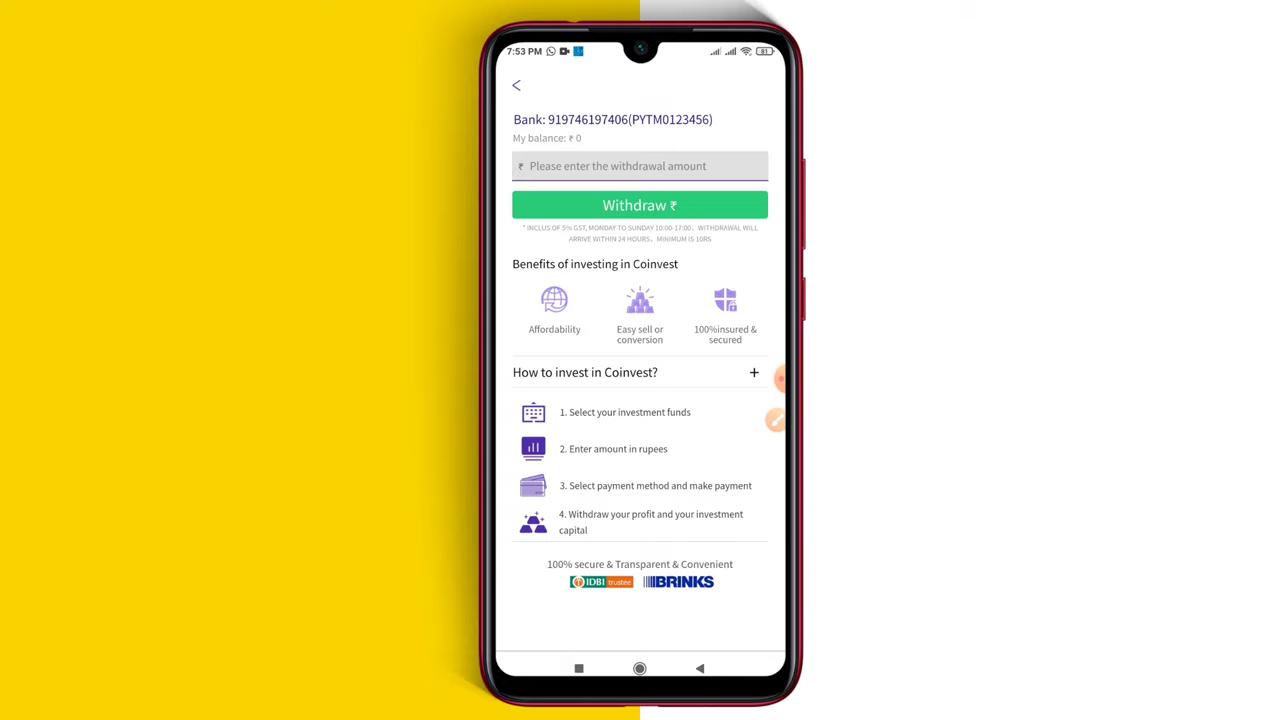 7:53 PM
81
Bank: 919746197406(PYTM0123456)
My balance: ₹ 0
₹ Please enter the withdrawal amount
Withdraw ₹
* INCLUS OF 5% GST, MONDAY TO SUNDAY 10:00-17:00, WITHDRAWAL WILL
ARRIVE WITHIN 24 HOURS, MINIMUM IS 10RS
Benefits of investing in Coinvest
Affordability
Easy sell or
conversion
100%insured &
secured
How to invest in Coinvest?
+
1. Select your investment funds
2. Enter amount in rupees
3. Select payment method and make payment
4. Withdraw your profit and your investment
capital
100% secure & Transparent & Convenient
IDBI trustee BRINKS